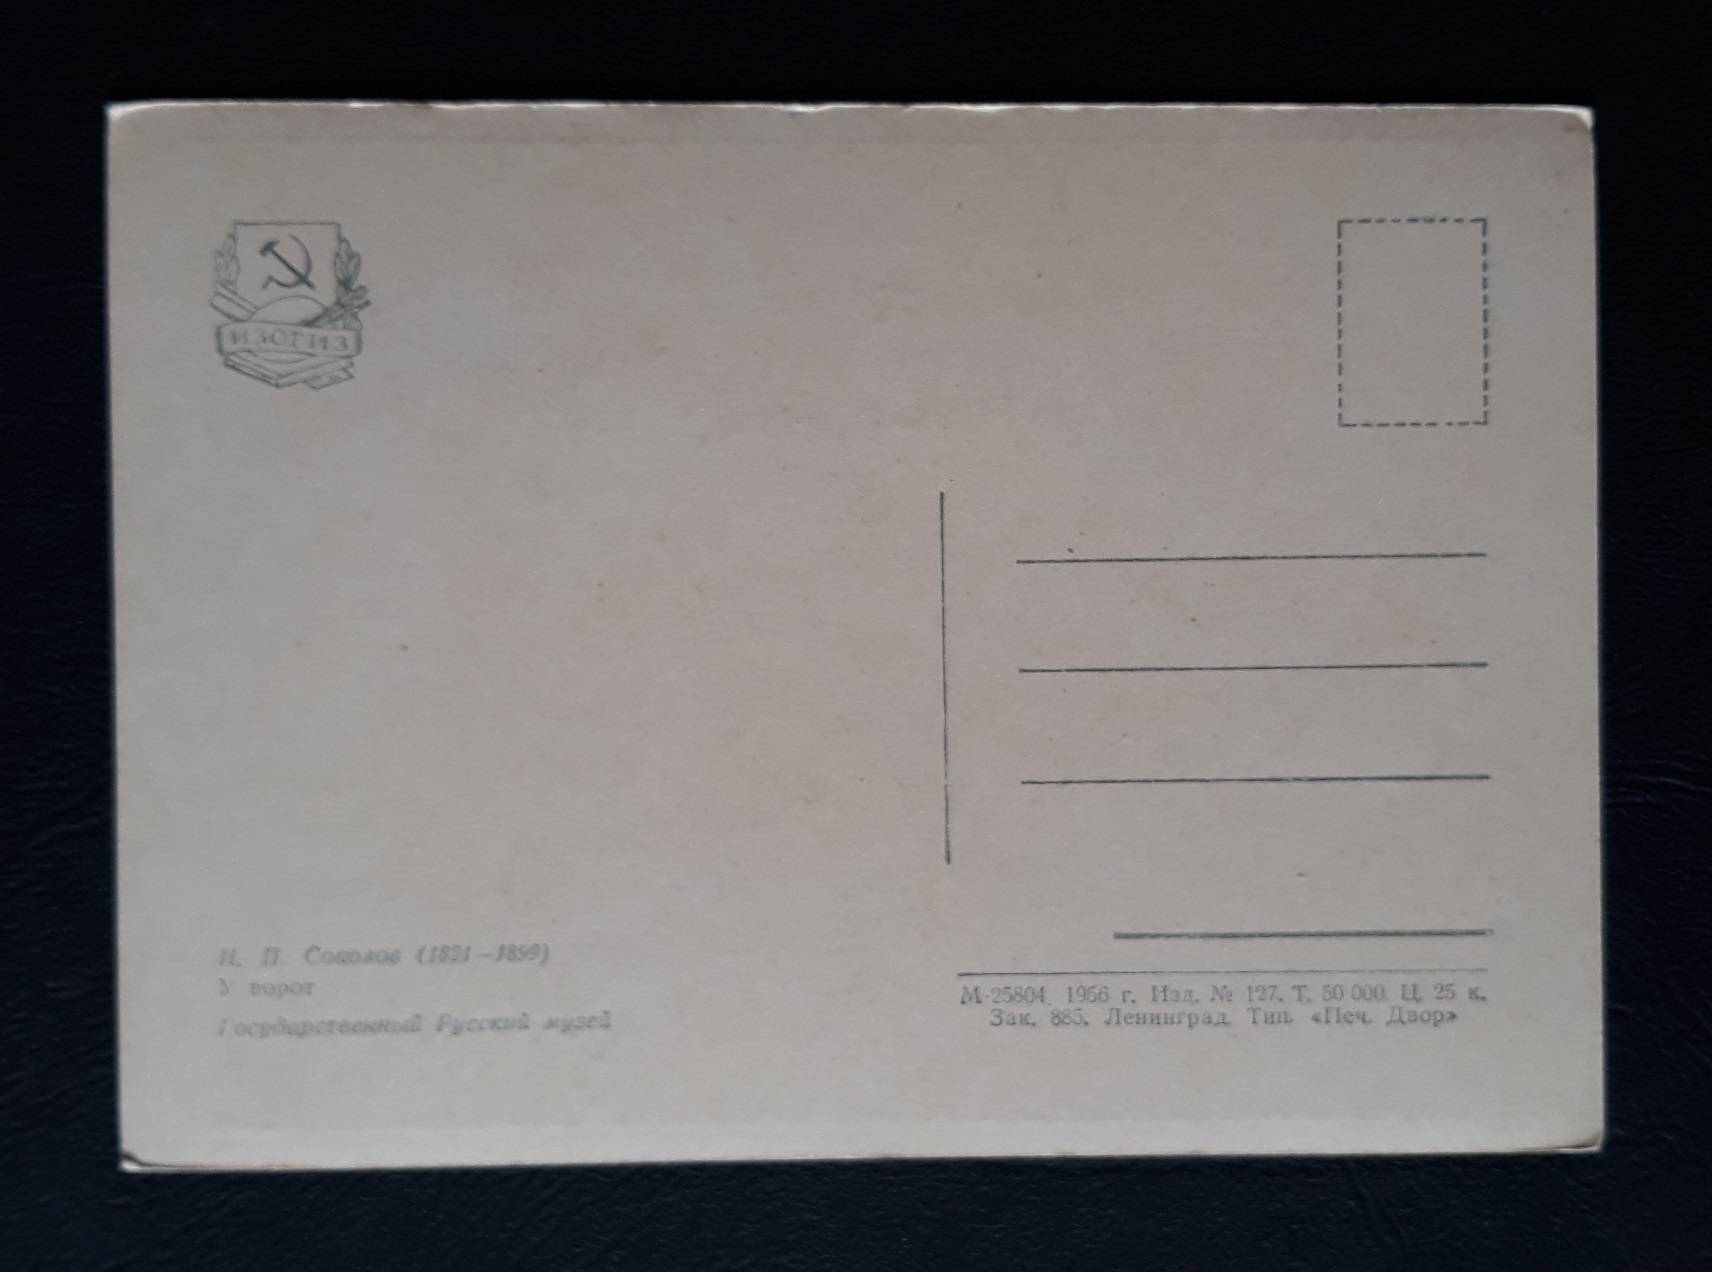 ИЗОГИЗ
П. П. Соколов (1821–1899)
У ворот
Государственный Русский музей
М-25804. 1956 г. Изд. № 127. Т. 50 000. Ц. 25 к.
Зак. 885. Ленинград. Тип. «Печ. Двор»